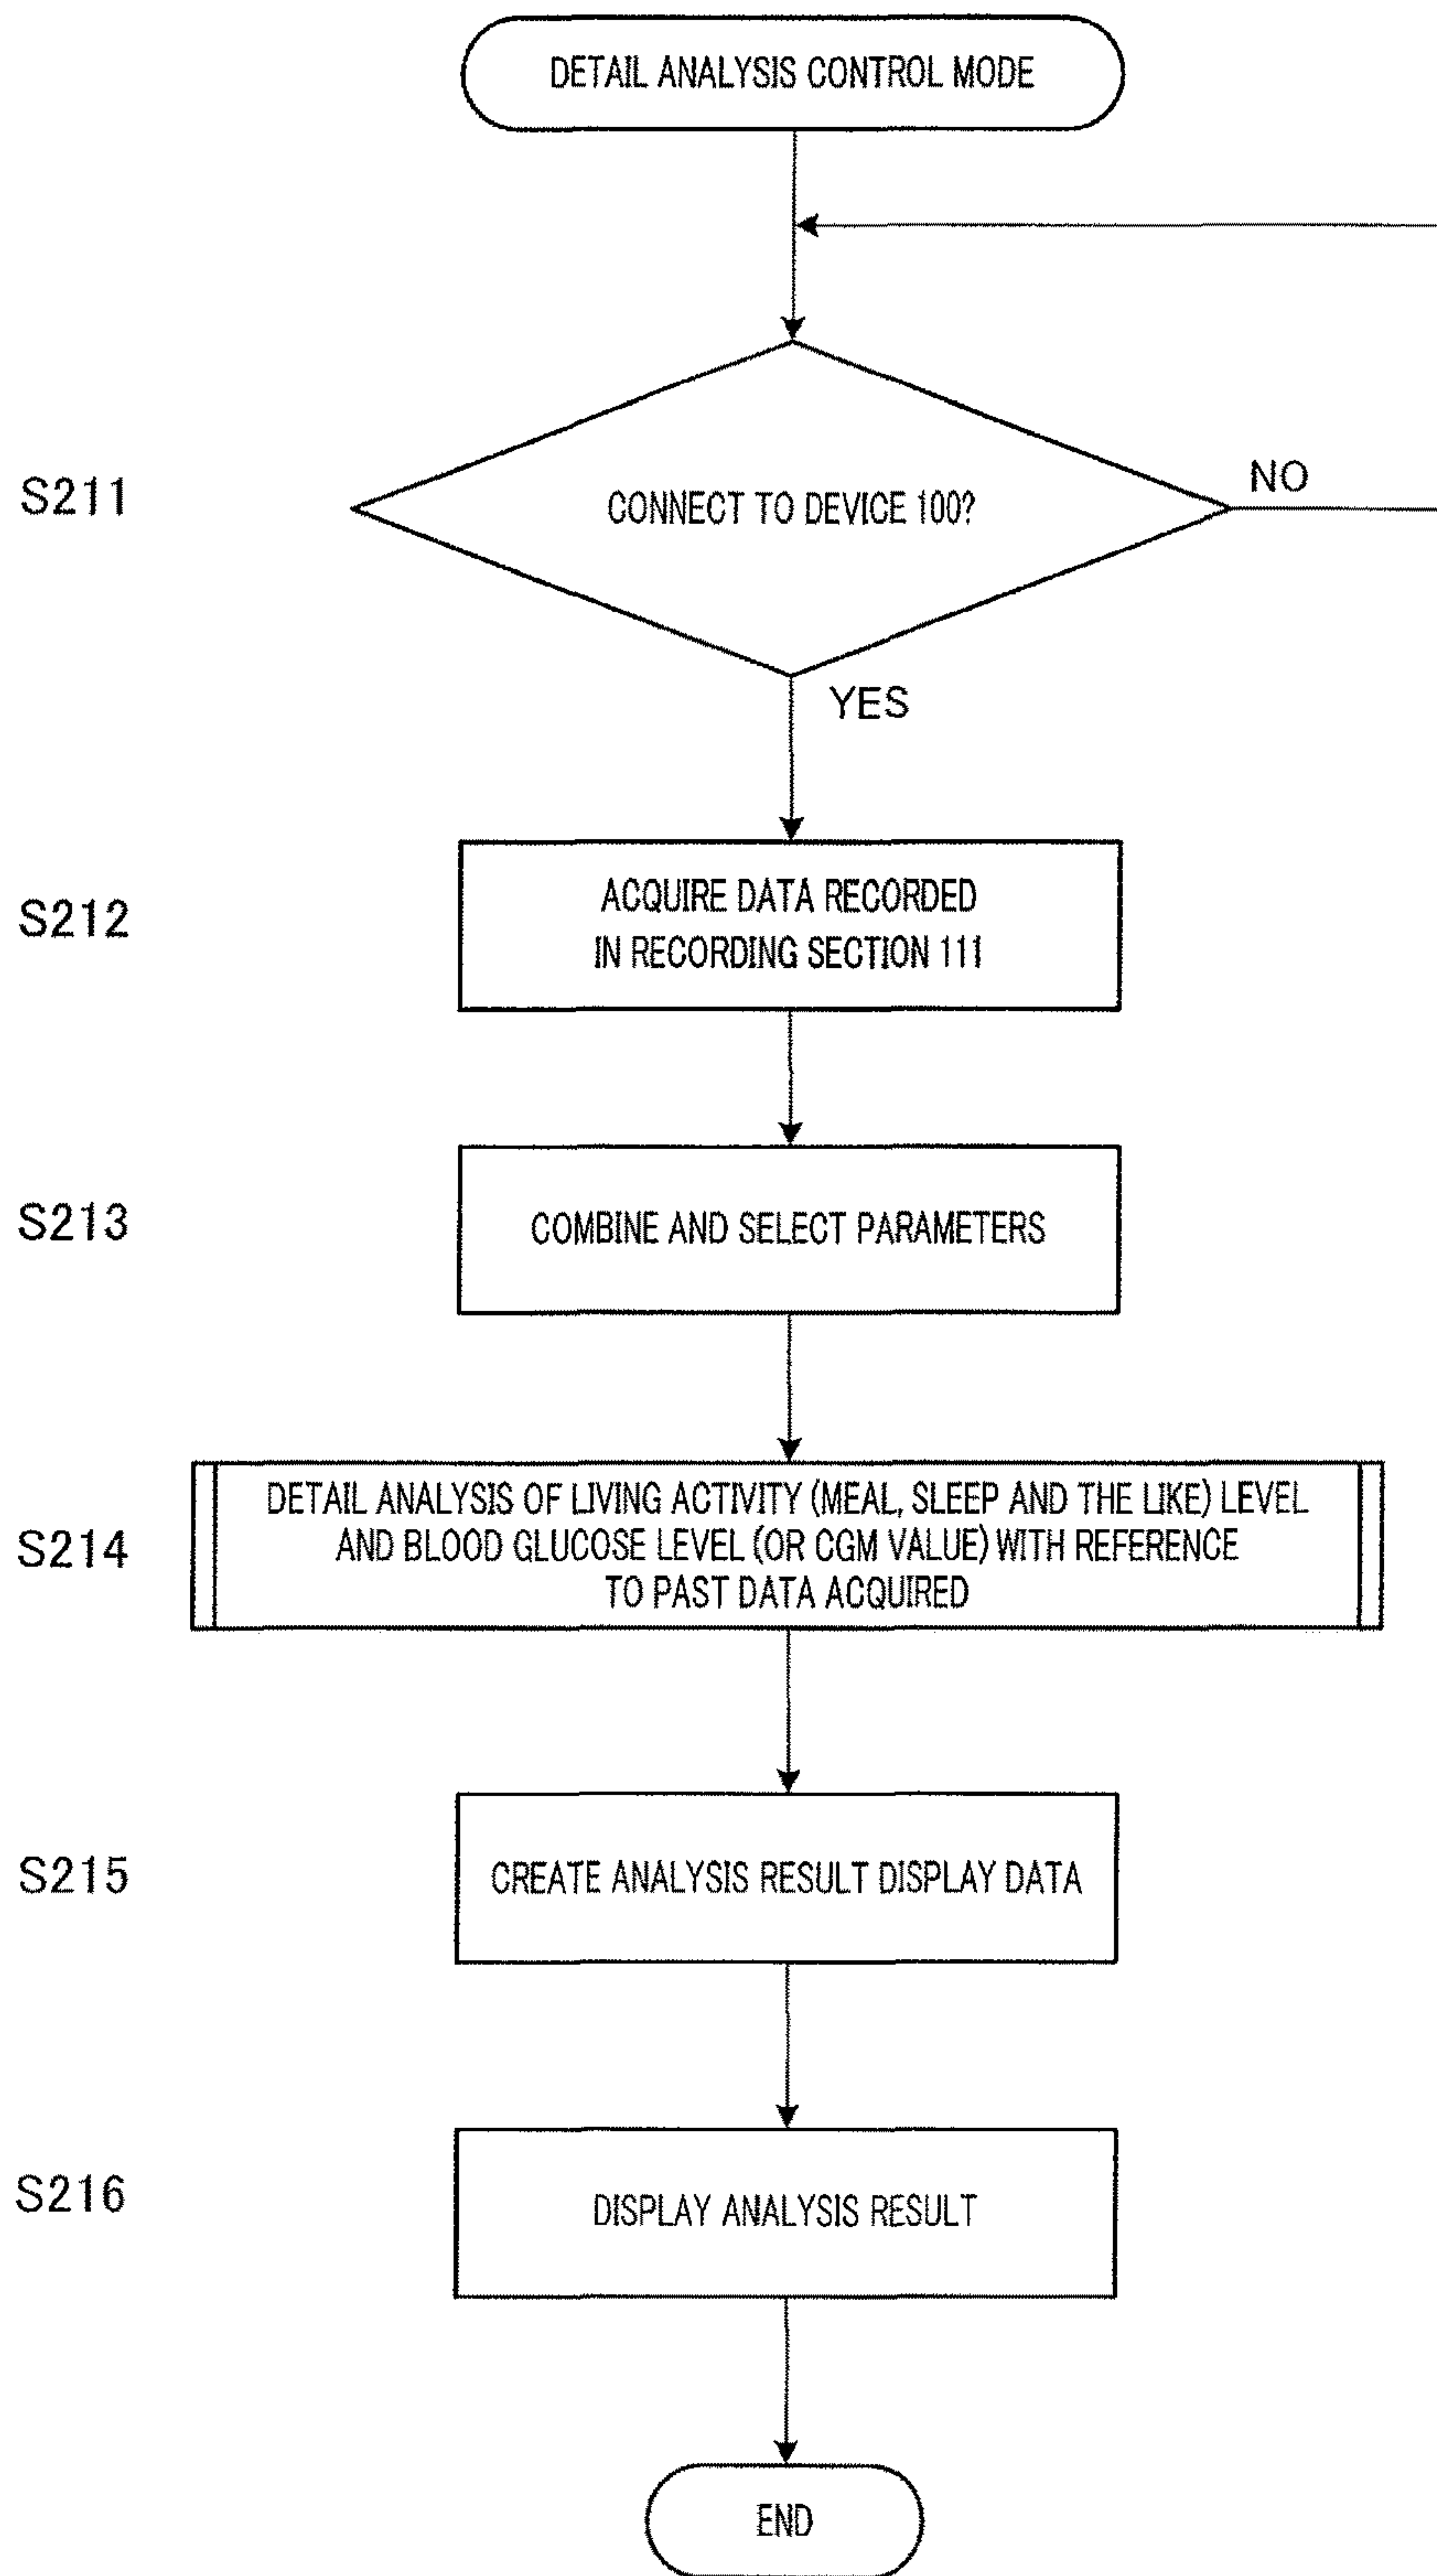 DETAIL ANALYSIS CONTROL MODE
S211
CONNECT TO DEVICE 100?
NO
YES
S212
ACQUIRE DATA RECORDED
IN RECORDING SECTION 111
S213
COMBINE AND SELECT PARAMETERS
S214
DETAIL ANALYSIS OF LIVING ACTIVITY (MEAL, SLEEP AND THE LIKE) LEVEL
AND BLOOD GLUCOSE LEVEL (OR CGM VALUE) WITH REFERENCE
TO PAST DATA ACQUIRED
S215
CREATE ANALYSIS RESULT DISPLAY DATA
S216
DISPLAY ANALYSIS RESULT
END